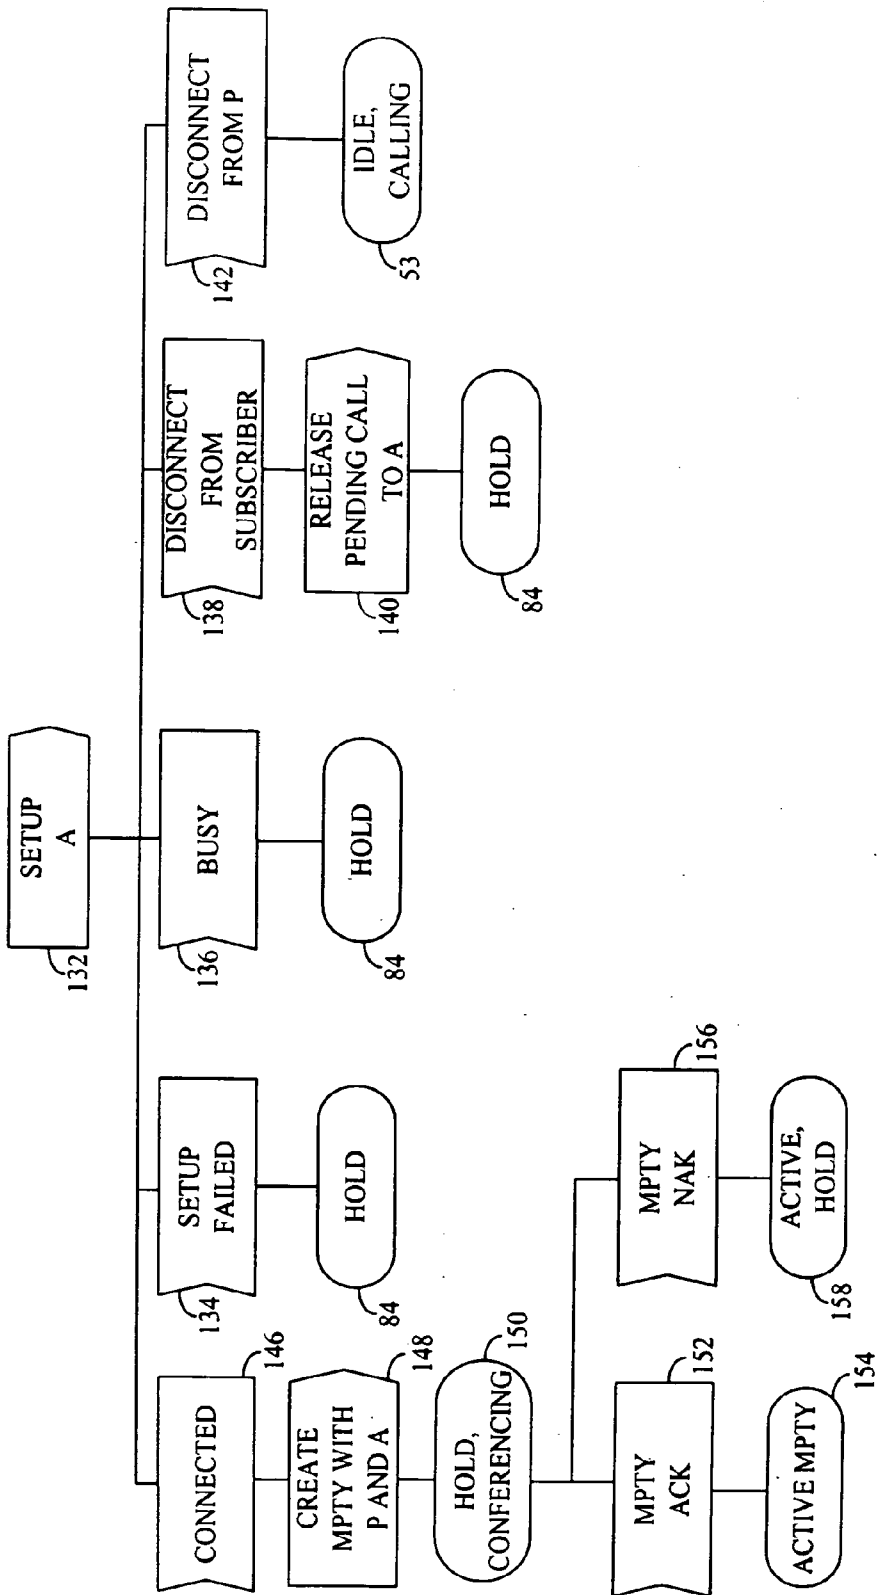 SETUP
A
132
CONNECTED
146
CREATE
MPTY WITH
P AND A
148
HOLD,
CONFERENCING
150
MPTY
ACK
152
ACTIVE MPTY
154
MPTY
NAK
156
ACTIVE,
HOLD
158
SETUP
FAILED
134
HOLD
84
BUSY
136
HOLD
84
DISCONNECT
FROM
SUBSCRIBER
138
RELEASE
PENDING CALL
TO A
140
HOLD
84
DISCONNECT
FROM P
142
IDLE,
CALLING
53